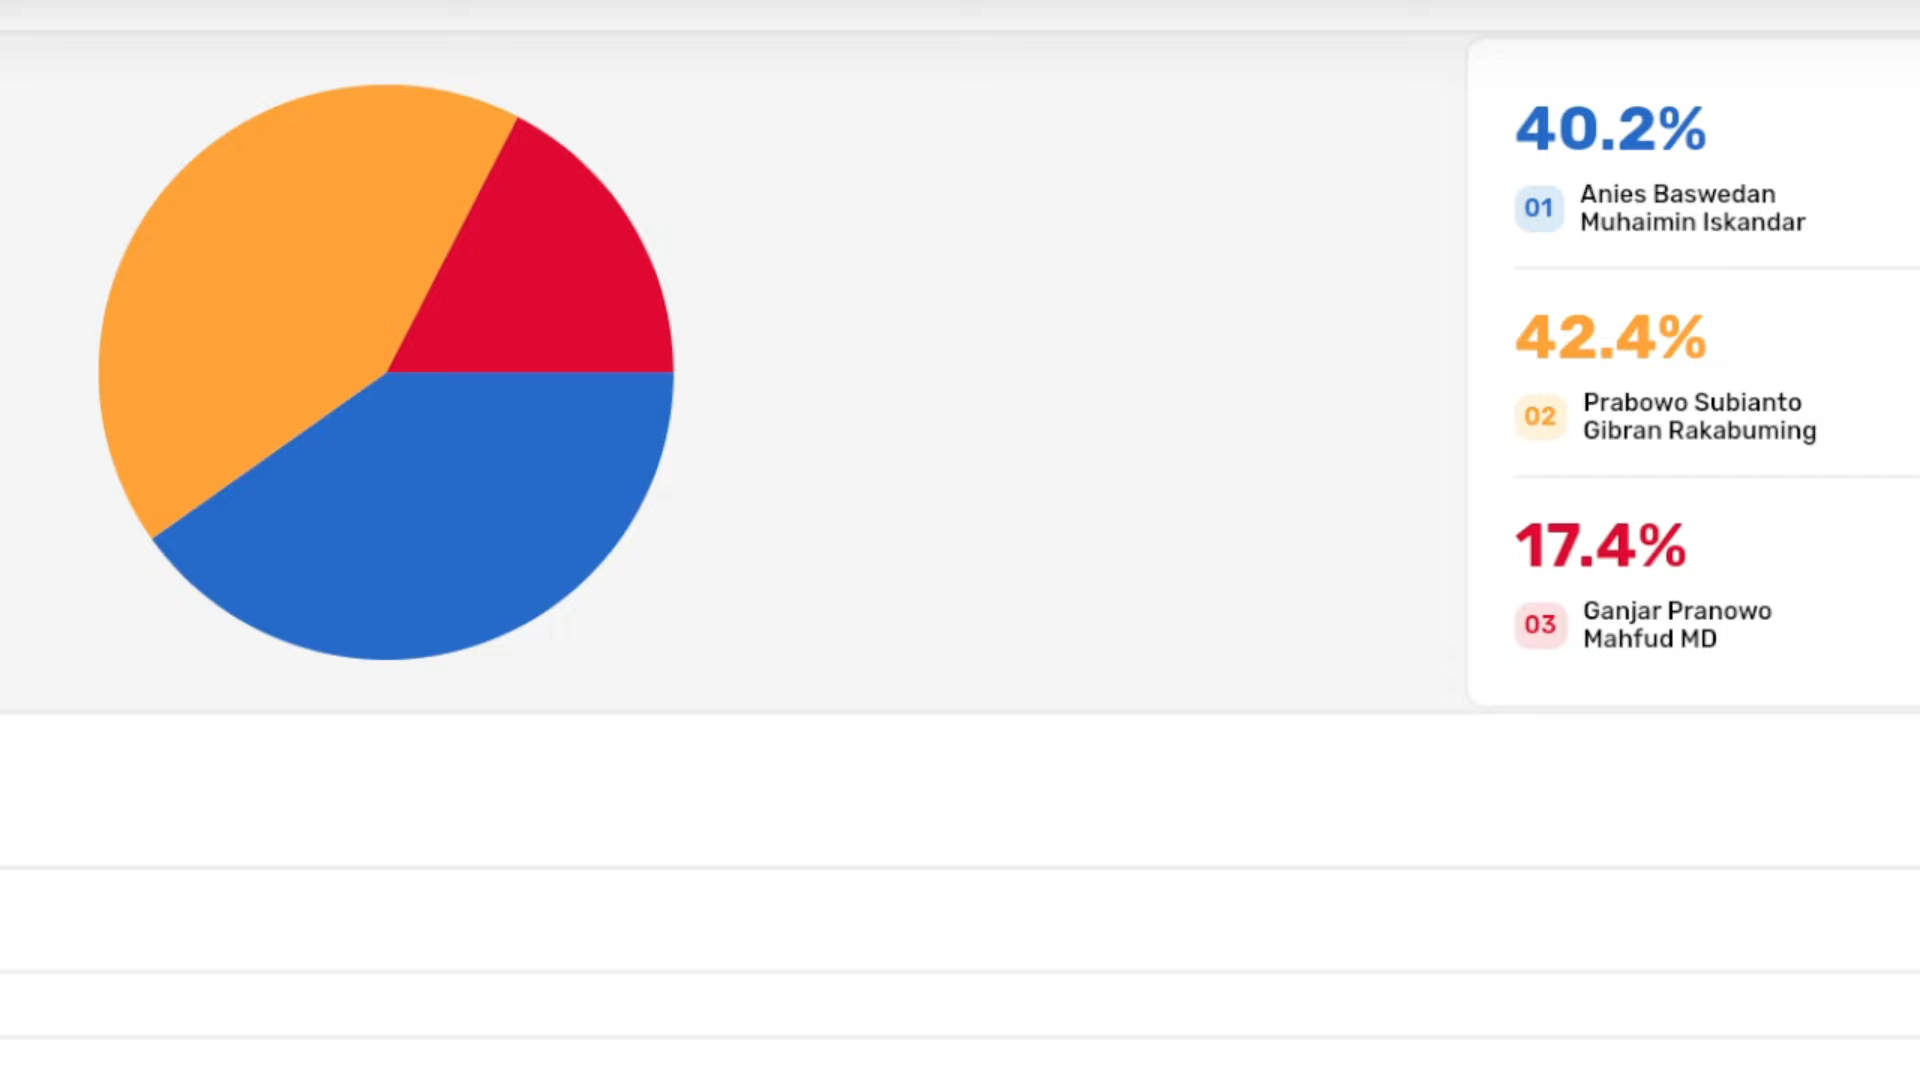 40.2%
01
Anies Baswedan
Muhaimin Iskandar
42.4%
02
Prabowo Subianto
Gibran Rakabuming
17.4%
03
Ganjar Pranowo
Mahfud MD